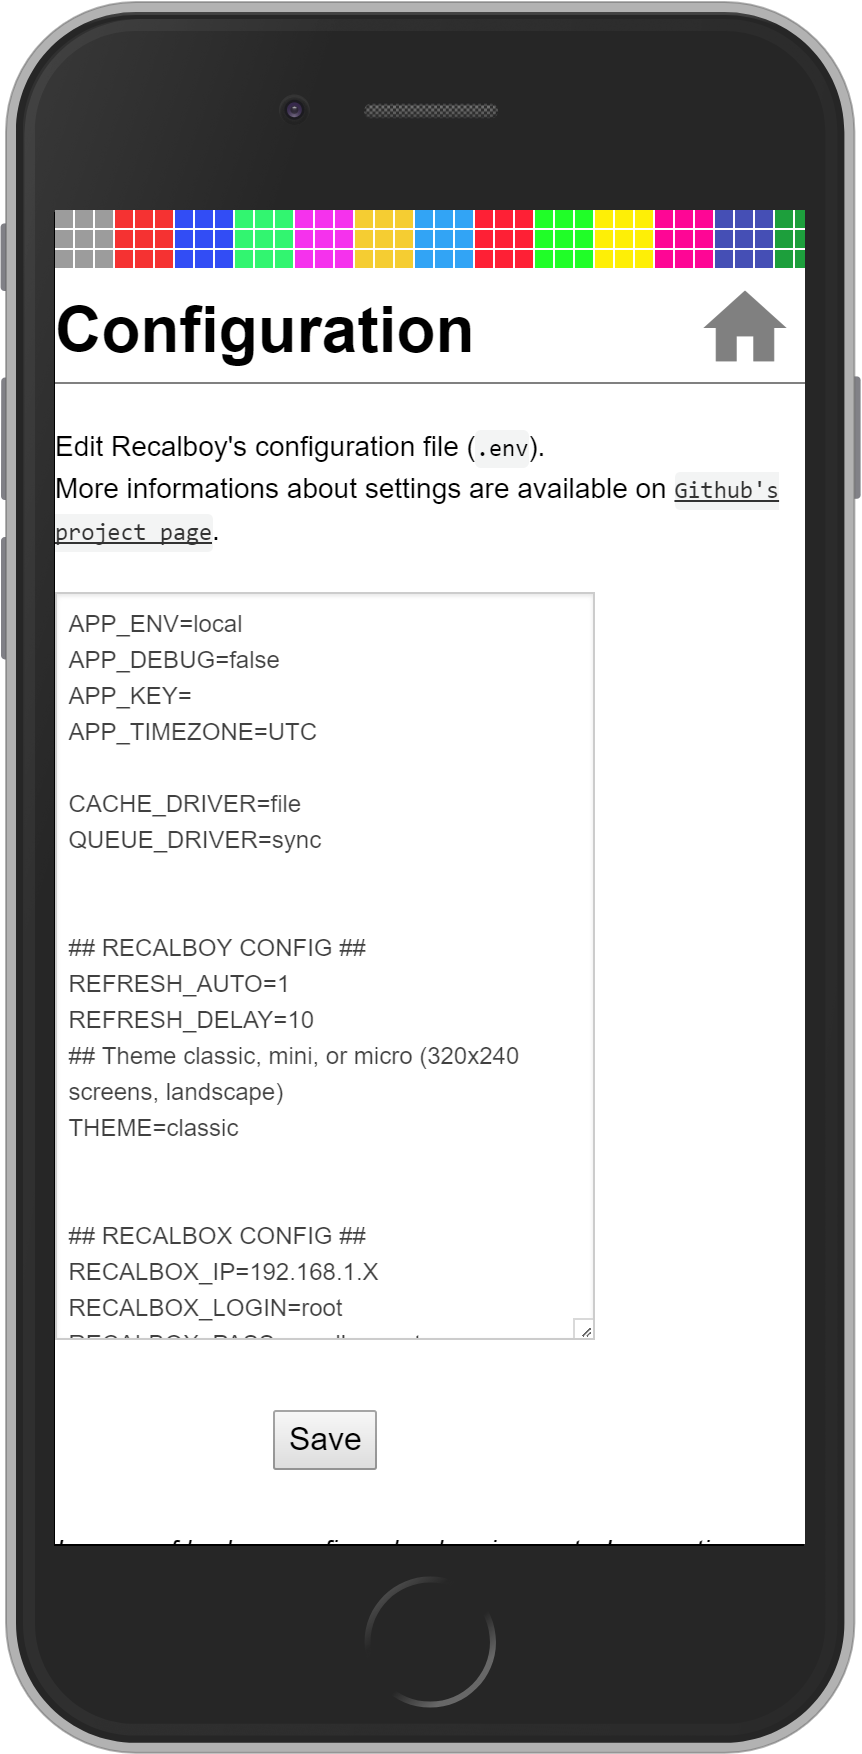 Configuration
Edit Recalboy's configuration file (.env).
More informations about settings are available on Github's
project page.
APP_ENV=local
APP_DEBUG=false
APP_KEY=
APP_TIMEZONE=UTC
CACHE_DRIVER=file
QUEUE_DRIVER=sync
## RECALBOY CONFIG ##
REFRESH_AUTO=1
REFRESH_DELAY=10
## Theme classic, mini, or micro (320x240
screens, landscape)
THEME=classic
## RECALBOX CONFIG ##
RECALBOX_IP=192.168.1.X
RECALBOX_LOGIN=root
Save